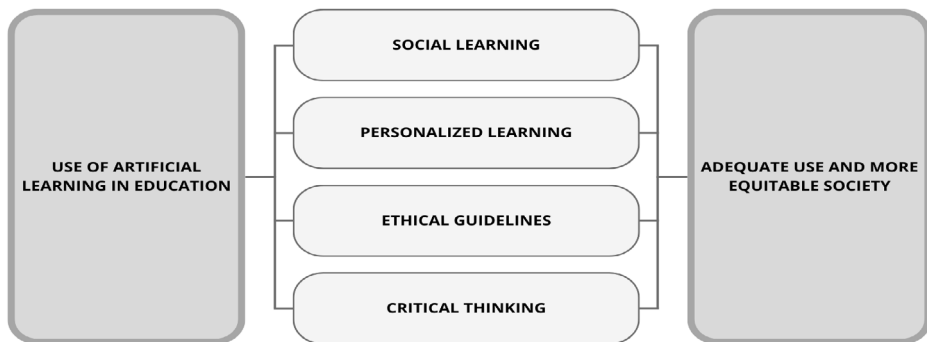 USE OF ARTIFICIAL
LEARNING IN EDUCATION
SOCIAL LEARNING
PERSONALIZED LEARNING
ETHICAL GUIDELINES
CRITICAL THINKING
ADEQUATE USE AND MORE
EQUITABLE SOCIETY